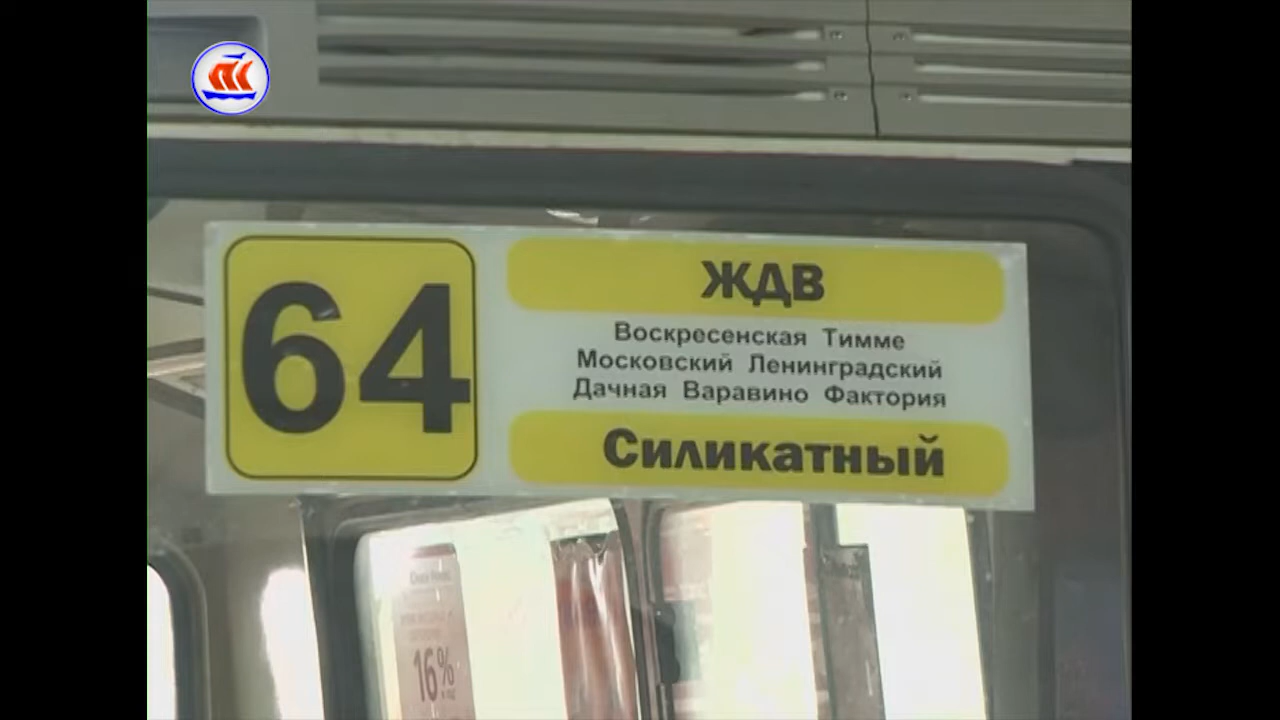 64
ЖДВ
Воскресенская Тимме
Московский Ленинградский
Дачная Варавино Фактория
Силикатный
16%